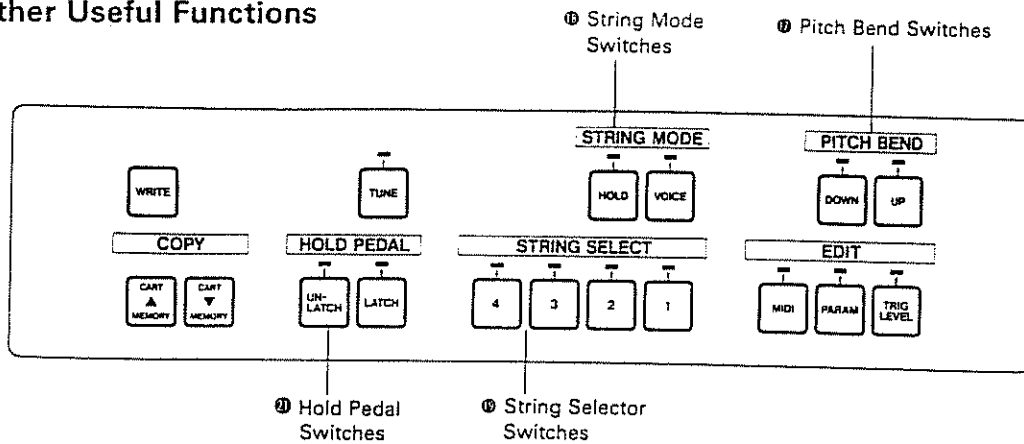 ther Useful Functions
⑯ String Mode
Switches
⑰ Pitch Bend Switches
STRING MODE
PITCH BEND
WRITE
TUNE
HOLD
VOICE
DOWN
UP
COPY
HOLD PEDAL
STRING SELECT
EDIT
CART
▲
MEMORY
CART
▼
MEMORY
UN-
LATCH
LATCH
4
3
2
1
MIDI
PARAM
TRIG
LEVEL
㉑ Hold Pedal
Switches
⑲ String Selector
Switches